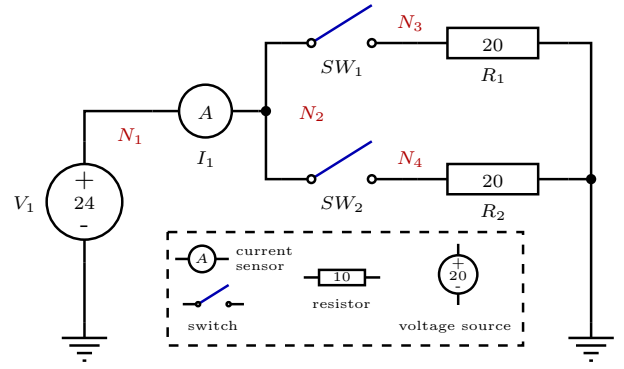 N3
20
SW1
R1
A
N2
N1
I1
N4
+
V1
24
-
20
SW2
R2
A
current
sensor
10
+
20
-
resistor
switch
voltage source